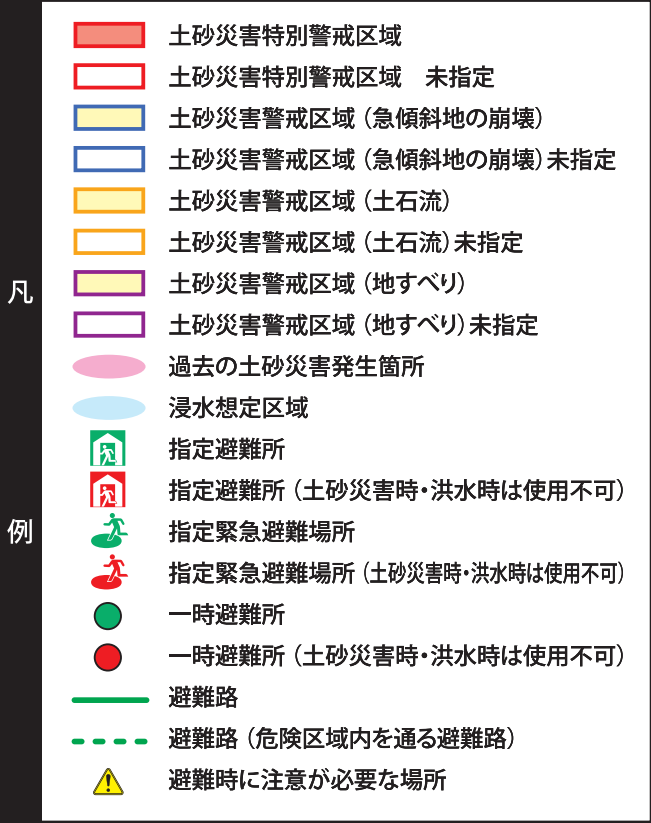 凡例
土砂災害特別警戒区域
土砂災害特別警戒区域　未指定
土砂災害警戒区域（急傾斜地の崩壊）
土砂災害警戒区域（急傾斜地の崩壊）未指定
土砂災害警戒区域（土石流）
土砂災害警戒区域（土石流）未指定
土砂災害警戒区域（地すべり）
土砂災害警戒区域（地すべり）未指定
過去の土砂災害発生箇所
浸水想定区域
指定避難所
指定避難所（土砂災害時・洪水時は使用不可）
指定緊急避難場所
指定緊急避難場所（土砂災害時・洪水時は使用不可）
一時避難所
一時避難所（土砂災害時・洪水時は使用不可）
避難路
避難路（危険区域内を通る避難路）
避難時に注意が必要な場所